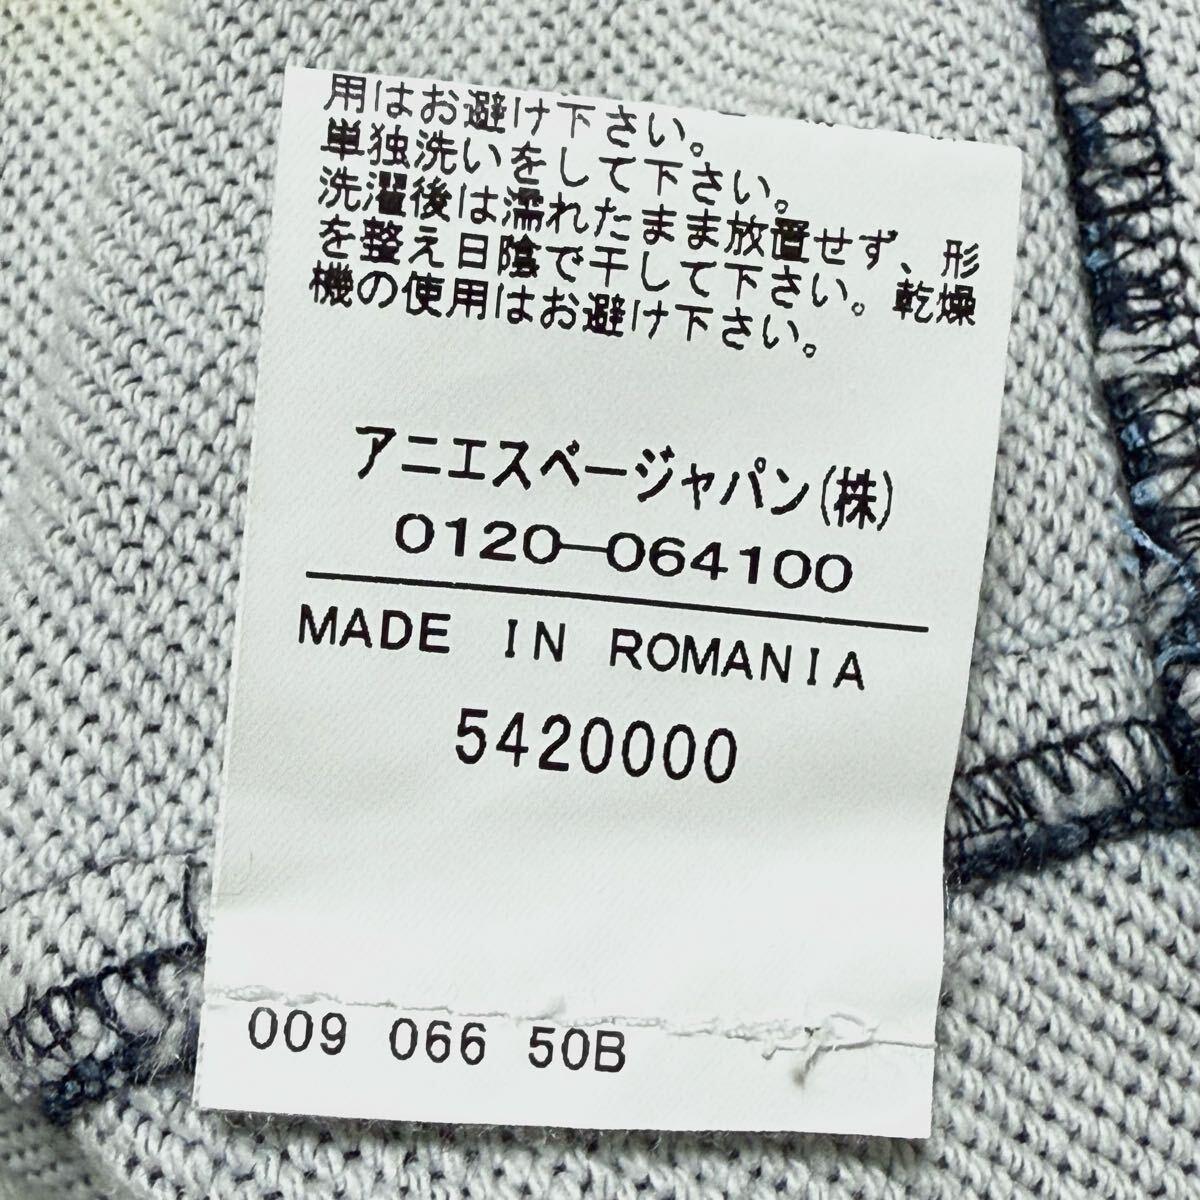 用はお避け下さい。
単独洗いをして下さい。
洗濯後は濡れたまま放置せず、形
を整え日陰で干して下さい。乾燥
機の使用はお避け下さい。
アニエスベージャパン(株)
0120-064100
MADE IN ROMANIA
5420000
009 066 50B